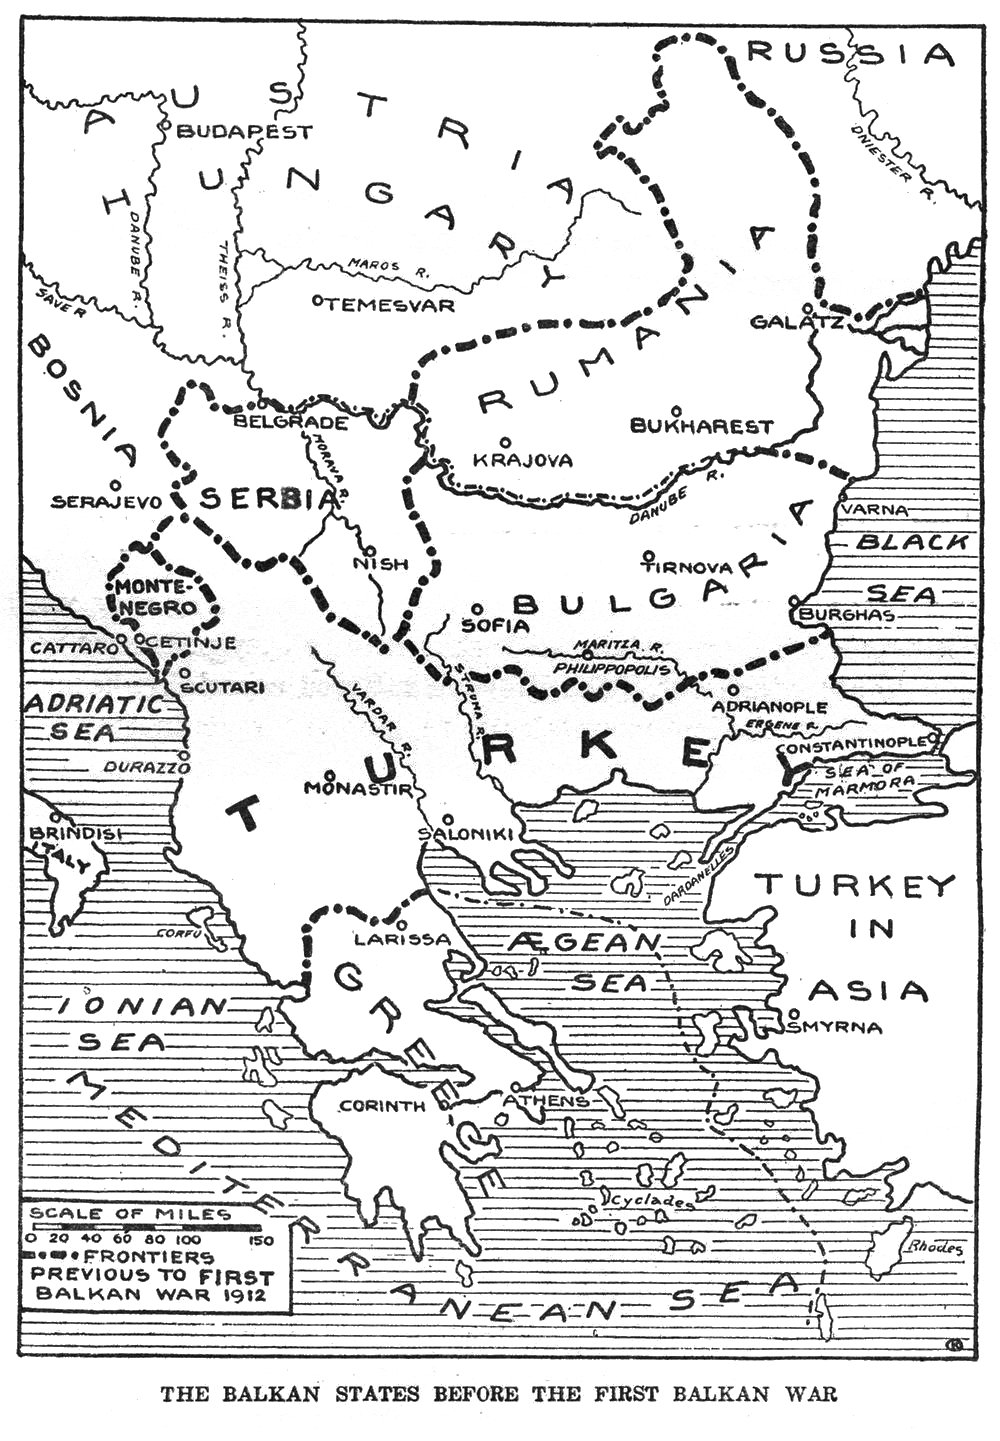 RUSSIA
AUSTRIA
HUNGARY
BUDAPEST
DNIESTER R.
DANUBE R.
THEISS R.
MAROS R.
SAVE R
TEMESVAR
GALATZ
RUMANIA
BOSNIA
BELGRADE
BUKHAREST
KRAJOVA
MORAVA R.
SERAJEVO
SERBIA
DANUBE R.
VARNA
BLACK
SEA
NISH
TIRNOVA
BULGARIA
MONTE-
NEGRO
SOFIA
BURGHAS
CATTARO
CETINJE
MARITZA R.
PHILIPPOPOLIS
SCUTARI
STRUMA R.
VARDAR R.
ADRIANOPLE
ERGENE R.
ADRIATIC
SEA
CONSTANTINOPLE
TURKEY
DURAZZO
SEA OF
MARMORA
MONASTIR
SALONIKI
BRINDISI
ITALY
DARDANELLES
TURKEY
IN
ASIA
CORFU
LARISSA
ÆGEAN
SEA
GREECE
IONIAN
SEA
SMYRNA
CORINTH
ATHENS
MEDITERRANEAN SEA
Cyclades
Rhodes
SCALE OF MILES
0 20 40 60 80 100 150
FRONTIERS
PREVIOUS TO FIRST
BALKAN WAR 1912
THE BALKAN STATES BEFORE THE FIRST BALKAN WAR